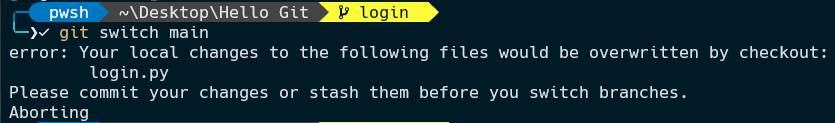 pwsh ~\Desktop\Hello Git login
git switch main
error: Your local changes to the following files would be overwritten by checkout:
login.py
Please commit your changes or stash them before you switch branches.
Aborting